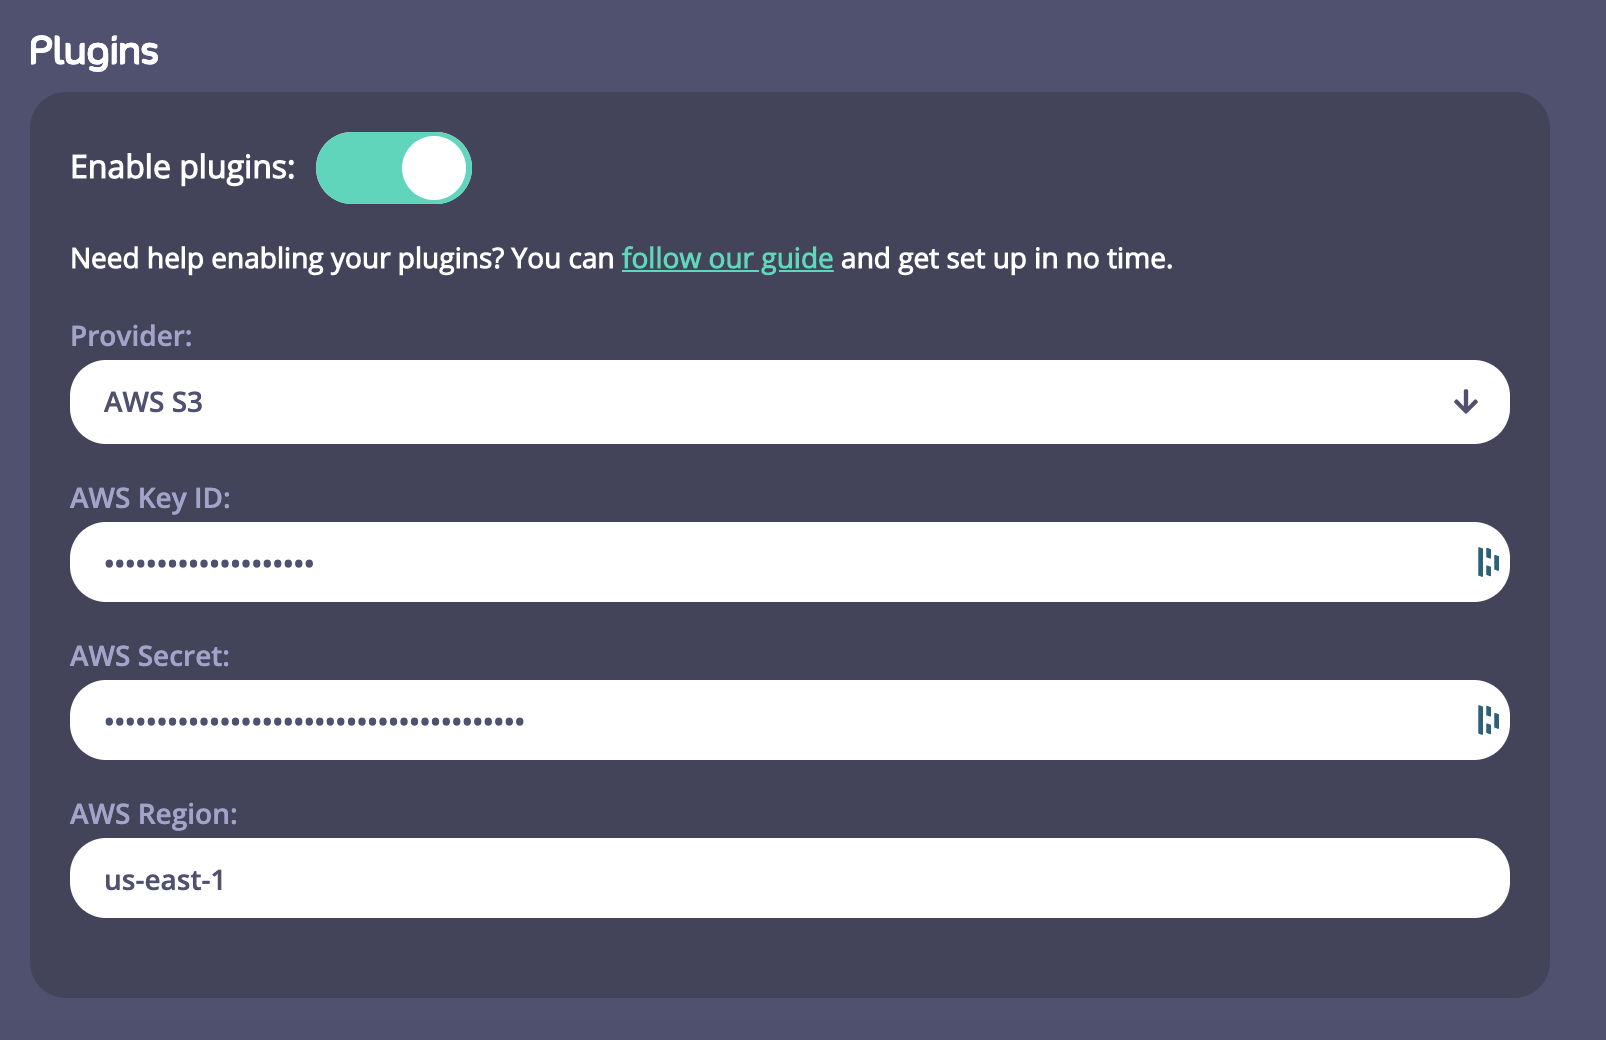 Plugins
Enable plugins:
Need help enabling your plugins? You can follow our guide and get set up in no time.
Provider:
AWS S3
AWS Key ID:
••••••••••••••••••••
AWS Secret:
••••••••••••••••••••••••••••••••••••••••
AWS Region:
us-east-1